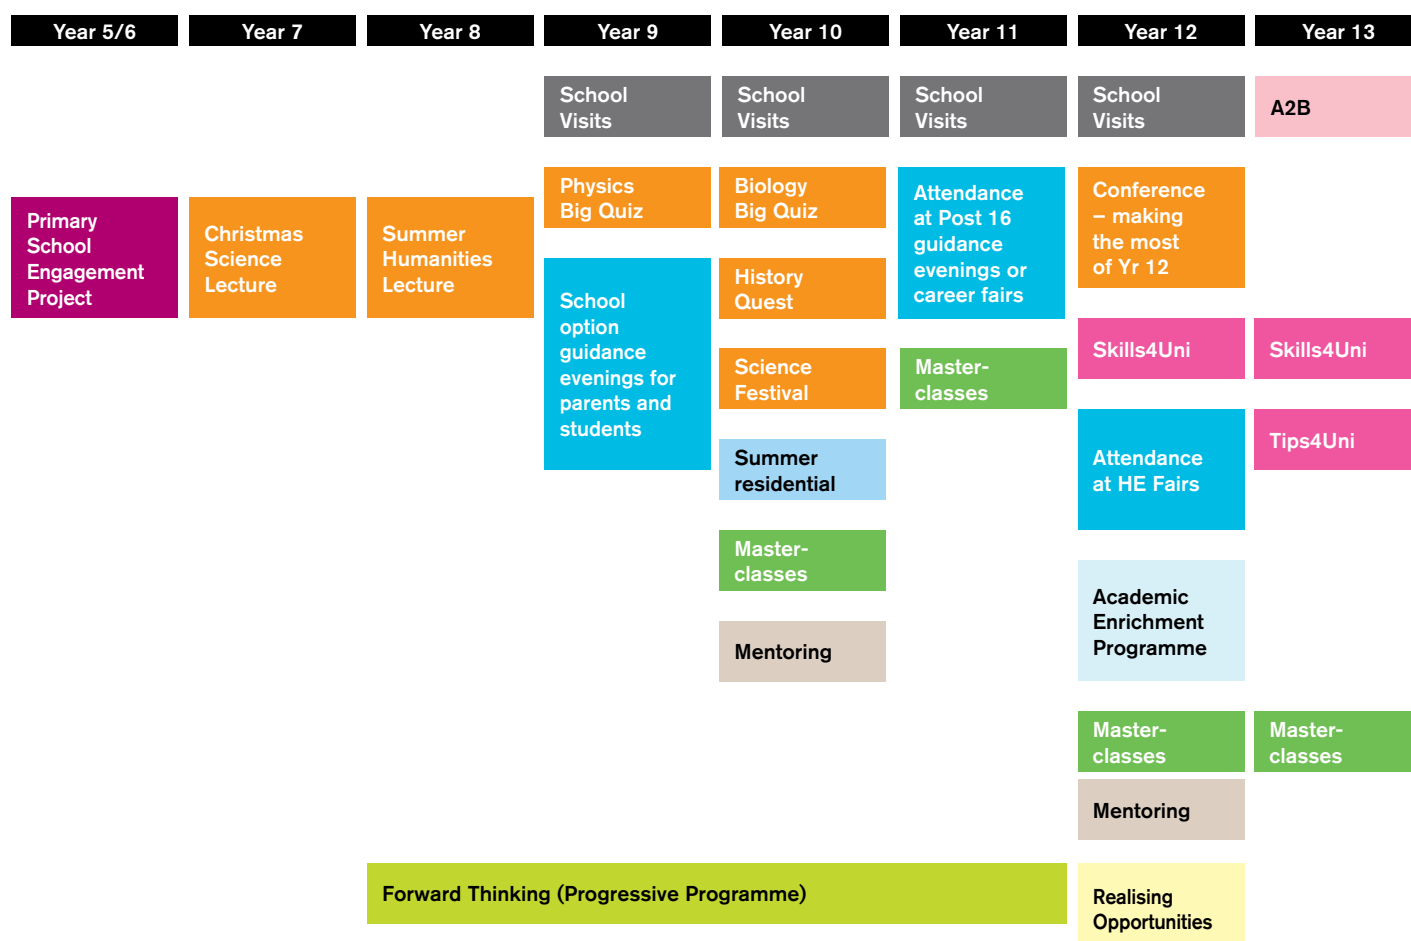 Year 5/6
Year 7
Year 8
Year 9
Year 10
Year 11
Year 12
Year 13
School
Visits
School
Visits
School
Visits
School
Visits
A2B
Primary
School
Engagement
Project
Christmas
Science
Lecture
Summer
Humanities
Lecture
Physics
Big Quiz
Biology
Big Quiz
Attendance
at Post 16
guidance
evenings or
career fairs
Conference
– making
the most
of Yr 12
School
option
guidance
evenings for
parents and
students
History
Quest
Science
Festival
Master-
classes
Skills4Uni
Skills4Uni
Summer
residential
Attendance
at HE Fairs
Tips4Uni
Master-
classes
Mentoring
Academic
Enrichment
Programme
Master-
classes
Master-
classes
Mentoring
Forward Thinking (Progressive Programme)
Realising
Opportunities